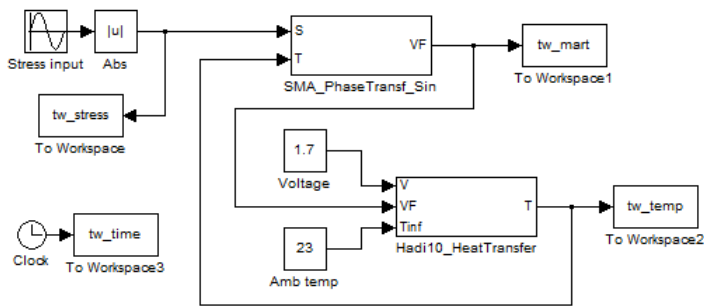 |u|
Stress input
Abs
S
T
VF
SMA_PhaseTransf_Sin
tw_mart
To Workspace1
tw_stress
To Workspace
1.7
Voltage
V
VF
Tinf
T
Hadi10_HeatTransfer
tw_temp
To Workspace2
23
Amb temp
Clock
tw_time
To Workspace3